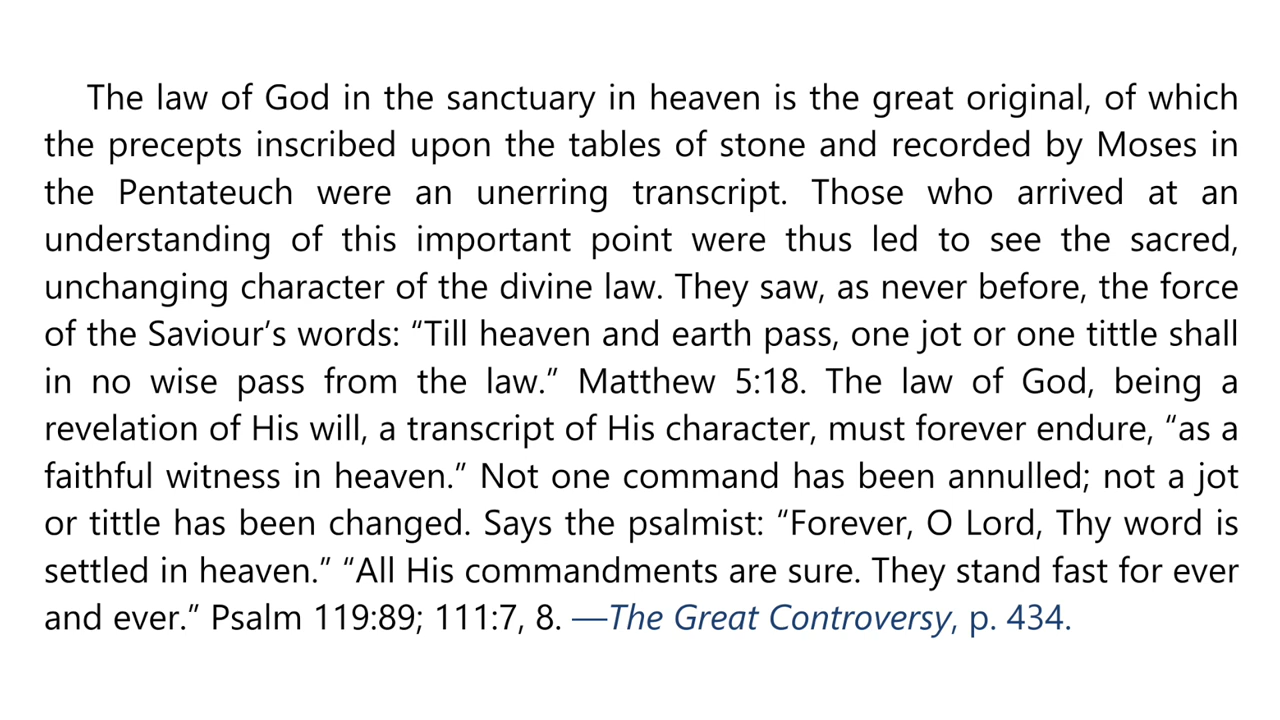 The law of God in the sanctuary in heaven is the great original, of which
the precepts inscribed upon the tables of stone and recorded by Moses in
the Pentateuch were an unerring transcript. Those who arrived at an
understanding of this important point were thus led to see the sacred,
unchanging character of the divine law. They saw, as never before, the force
of the Saviour’s words: “Till heaven and earth pass, one jot or one tittle shall
in no wise pass from the law.” Matthew 5:18. The law of God, being a
revelation of His will, a transcript of His character, must forever endure, “as a
faithful witness in heaven.” Not one command has been annulled; not a jot
or tittle has been changed. Says the psalmist: “Forever, O Lord, Thy word is
settled in heaven.” “All His commandments are sure. They stand fast for ever
and ever.” Psalm 119:89; 111:7, 8. —The Great Controversy, p. 434.